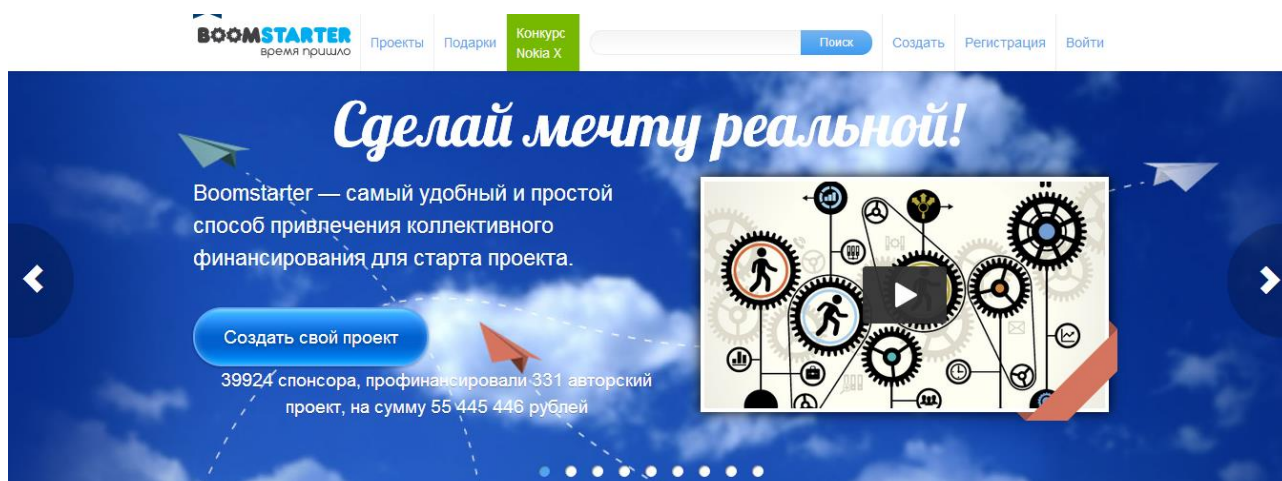 BOOMSTARTER
время пришло
Проекты
Подарки
Конкурс
Nokia X
Поиск
Создать
Регистрация
Войти
Сделай мечту реальной!
Boomstarter — самый удобный и простой
способ привлечения коллективного
финансирования для старта проекта.
Создать свой проект
39924 спонсора, профинансировали 331 авторский
проект, на сумму 55 445 446 рублей